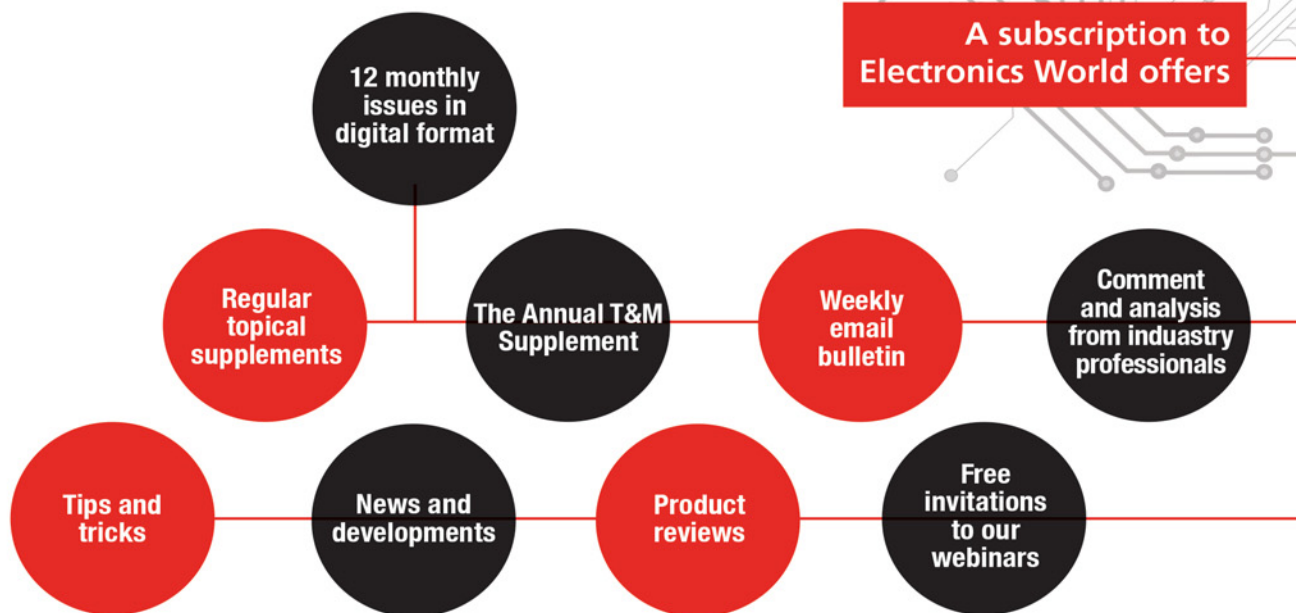 A subscription to
Electronics World offers
12 monthly
issues in
digital format
Regular
topical
supplements
The Annual T&M
Supplement
Weekly
email
bulletin
Comment
and analysis
from induastry
professionals
Tips and
tricks
News and
developments
Product
reviews
Free
invitations
to our
webinars